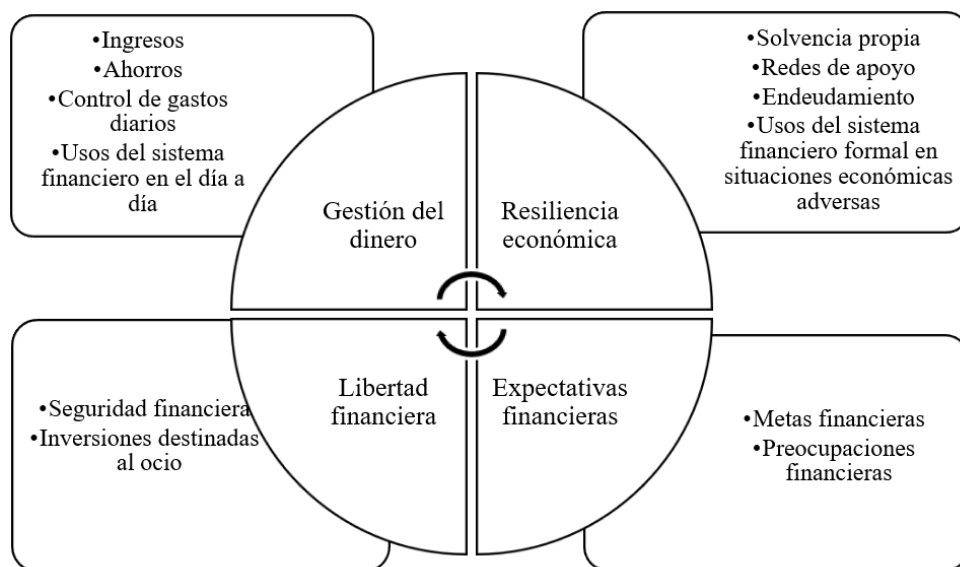 •Ingresos
•Ahorros
•Control de gastos
diarios
•Usos del sistema
financiero en el día a
día
•Solvencia propia
•Redes de apoyo
•Endeudamiento
•Usos del sistema
financiero formal en
situaciones económicas
adversas
Gestión del
dinero
Resiliencia
económica
Libertad
financiera
Expectativas
financieras
•Seguridad financiera
•Inversiones destinadas
al ocio
•Metas financieras
•Preocupaciones
financieras